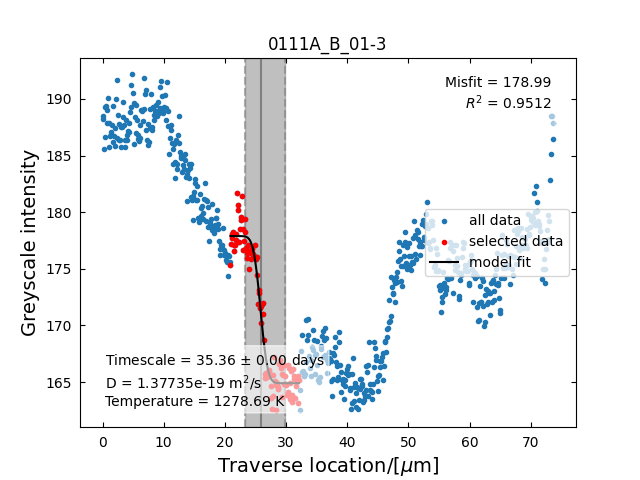 0111A_B_01-3
Misfit = 178.99
R² = 0.9512
190
185
180
175
170
165
Greyscale intensity
all data
selected data
model fit
Timescale = 35.36 ± 0.00 days
D = 1.37735e-19 m²/s
Temperature = 1278.69 K
0 10 20 30 40 50 60 70
Traverse location/[μm]